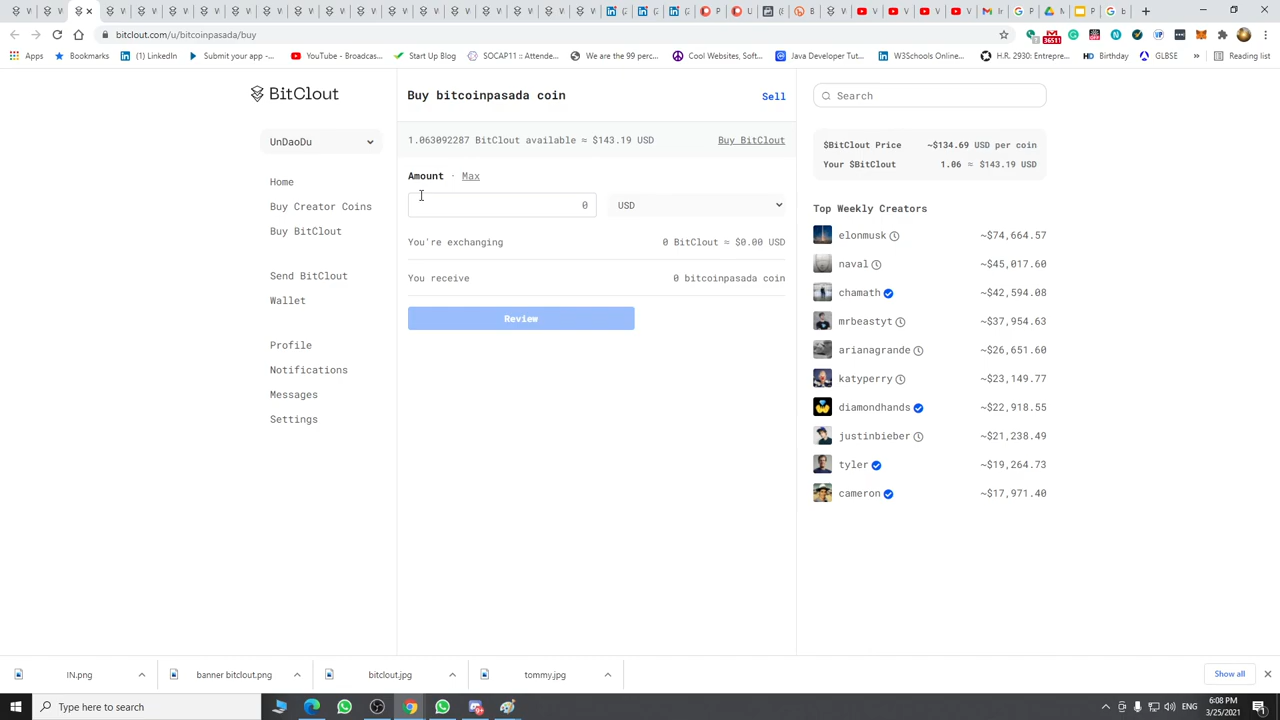 bitclout.com/u/bitcoinpasada/buy
36591
Apps
Bookmarks
(1) LinkedIn
Submit your app -...
YouTube - Broadcas...
Start Up Blog
SOCAP11 :: Attende...
We are the 99 perc...
Cool Websites, Soft...
Java Developer Tut...
W3Schools Online...
H.R. 2930: Entrepre...
Birthday
GLBSE
»
Reading list
BitClout
UnDaoDu
Home
Buy Creator Coins
Buy BitClout
Send BitClout
Wallet
Profile
Notifications
Messages
Settings
Buy bitcoinpasada coin
Sell
1.063092287 BitClout available ≈ $143.19 USD
Buy BitClout
Amount · Max
0
USD
You're exchanging
0 BitClout ≈ $0.00 USD
You receive
0 bitcoinpasada coin
Review
Search
$BitClout Price ~$134.69 USD per coin
Your $BitClout 1.06 ≈ $143.19 USD
Top Weekly Creators
elonmusk ~$74,664.57
naval ~$45,017.60
chamath ~$42,594.08
mrbeastyt ~$37,954.63
arianagrande ~$26,651.60
katyperry ~$23,149.77
diamondhands ~$22,918.55
justinbieber ~$21,238.49
tyler ~$19,264.73
cameron ~$17,971.40
IN.png
banner bitclout.png
bitclout.jpg
tommy.jpg
Show all
Type here to search
ENG
6:08 PM
3/25/2021